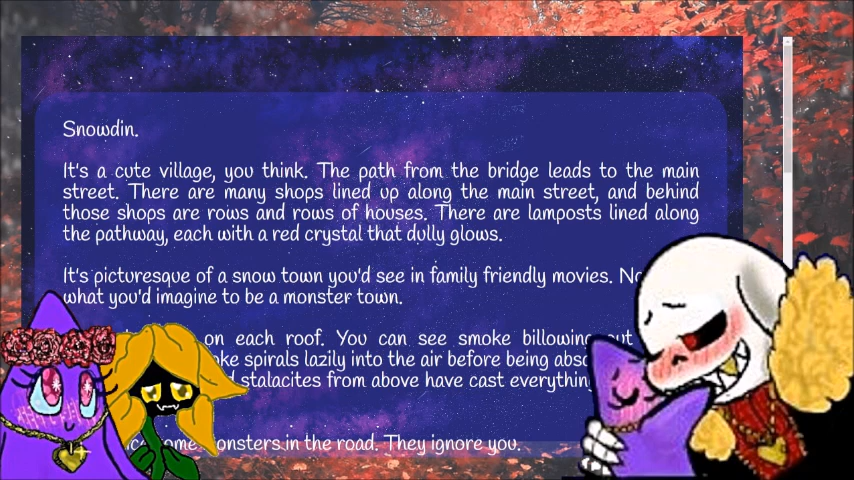 Snowdin.
It's a cute village, you think. The path from the bridge leads to the main
street. There are many shops lined up along the main street, and behind
those shops are rows and rows of houses. There are lamposts lined along
the pathway, each with a red crystal that dully glows.
It's picturesque of a snow town you'd see in family friendly movies.
what you'd imagine to be a monster town.
on each roof. You can see smoke billowing
spirals lazily into the air before being
stalacites from above have cast everything
monsters in the road. They ignore you.